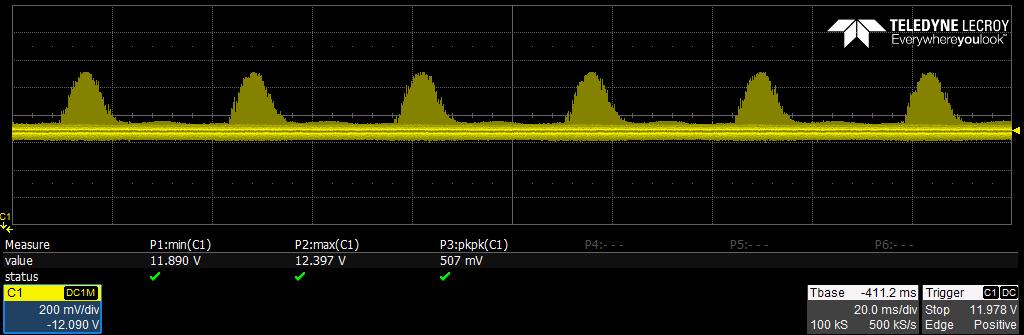 TELEDYNE LECROY
Everywhereyoulook™
C1
Measure P1:min(C1) P2:max(C1) P3:pkpk(C1) P4:- - - P5:- - - P6:- - -
value 11.890 V 12.397 V 507 mV
status
C1 DC1M Tbase -411.2 ms Trigger C1 DC
200 mV/div 20.0 ms/div Stop 11.978 V
-12.090 V 100 kS 500 kS/s Edge Positive